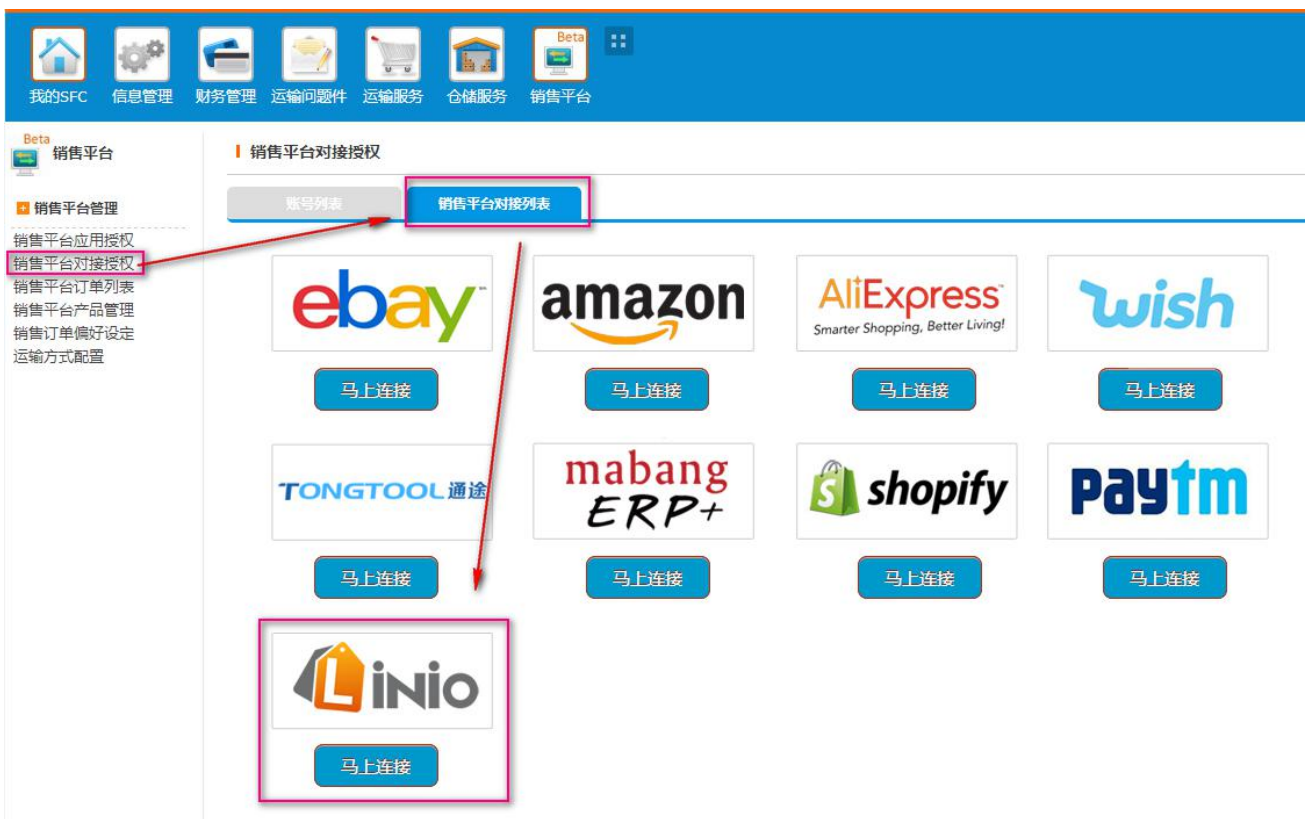 Beta
我的SFC 信息管理 财务管理 运输问题件 运输服务 仓储服务 销售平台
Beta
销售平台
销售平台管理
销售平台应用授权
销售平台对接授权
销售平台订单列表
销售平台产品管理
销售订单偏好设定
运输方式配置
销售平台对接授权
账号列表 销售平台对接列表
ebay amazon AliExpress wish
Smarter Shopping, Better Living!
马上连接 马上连接 马上连接 马上连接
TONGTOOL通途 mabang ERP+ shopify paytm
马上连接 马上连接 马上连接 马上连接
Linio
马上连接